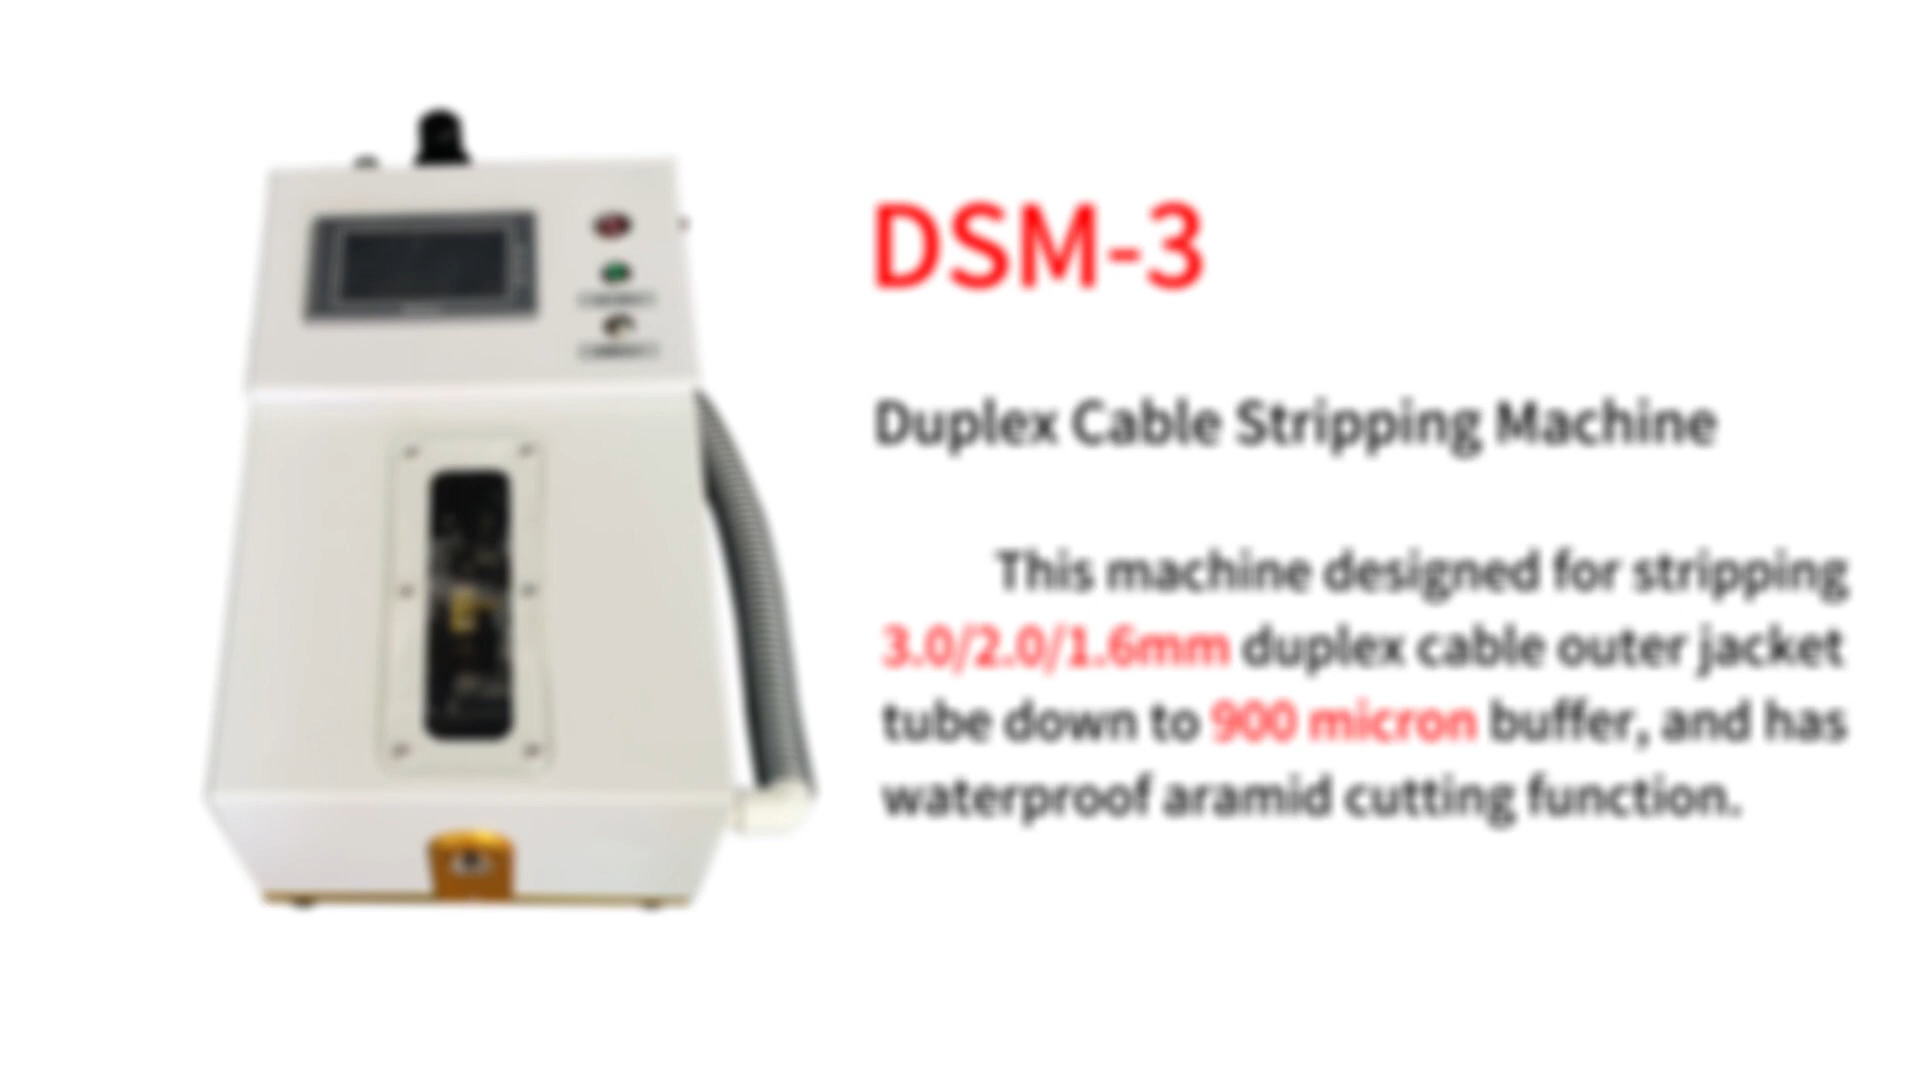 DSM-3
Duplex Cable Stripping Machine
This machine designed for stripping
3.0/2.0/1.6mm duplex cable outer jacket
tube down to 900 micron buffer, and has
waterproof aramid cutting function.